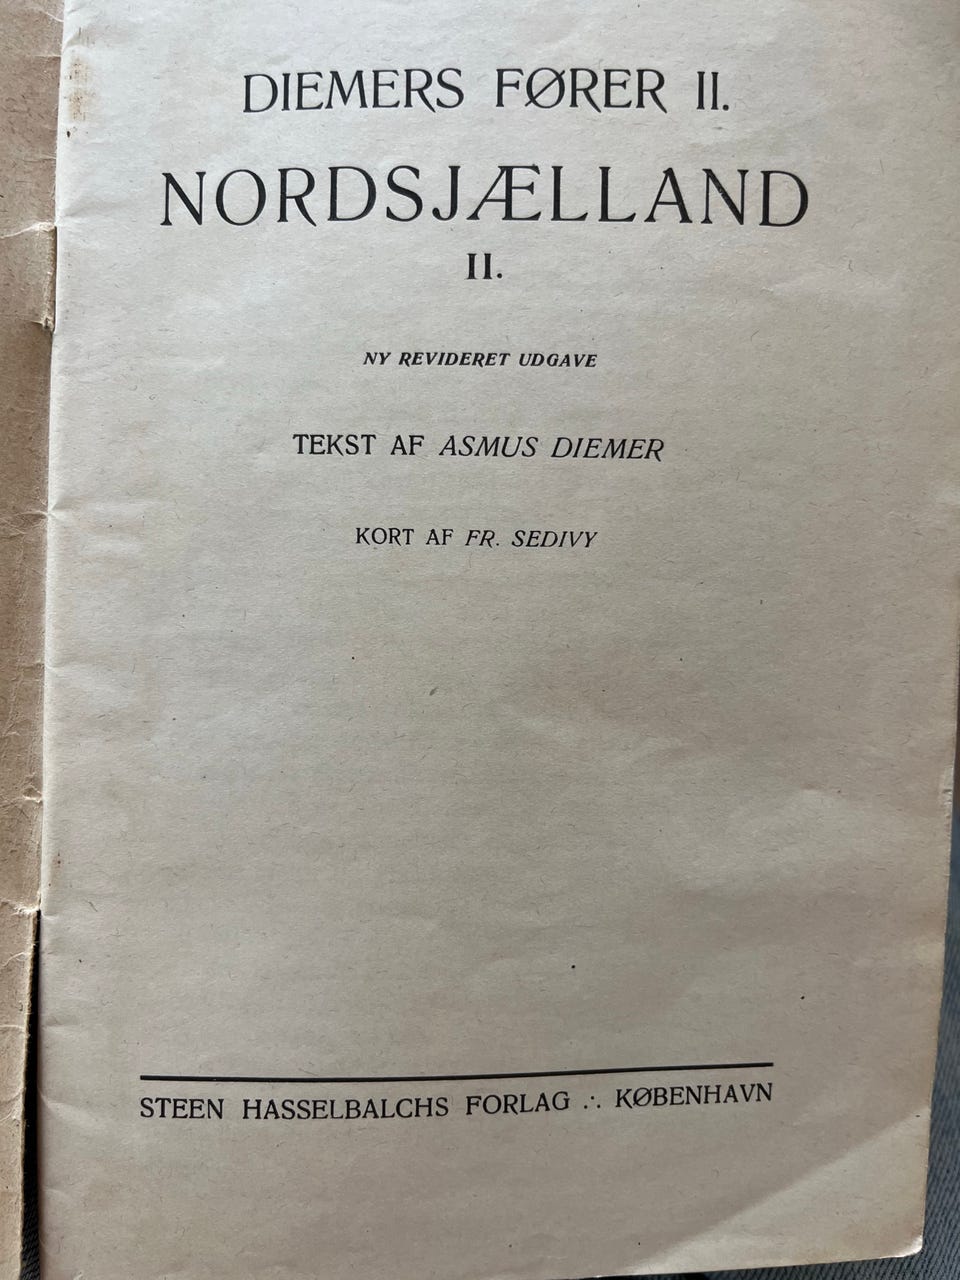 DIEMERS FØRER II.
NORDSJÆLLAND
II.
NY REVIDERET UDGAVE
TEKST AF ASMUS DIEMER
KORT AF FR. SEDIVY
STEEN HASSELBALCHS FORLAG ∴ KØBENHAVN